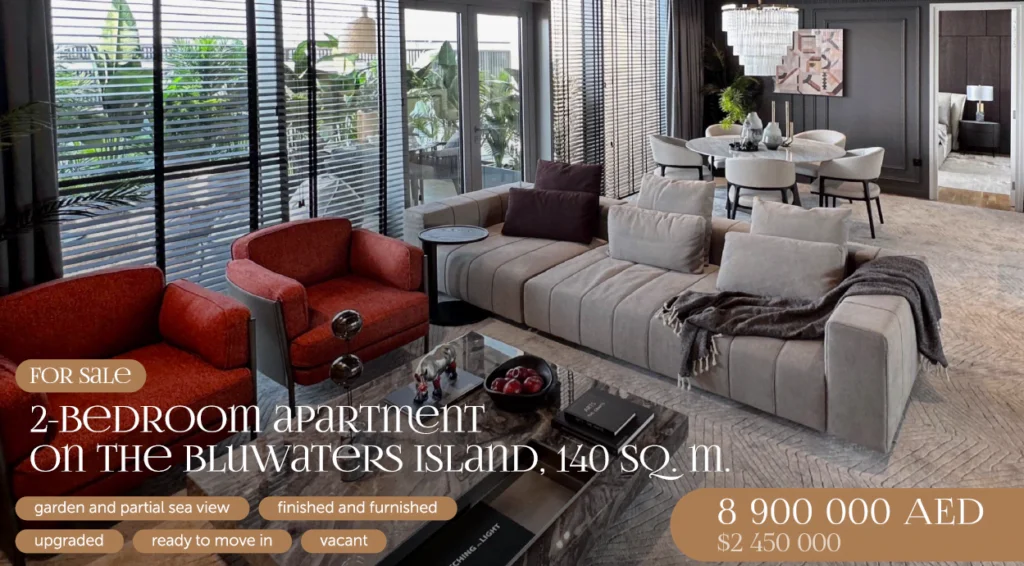 FOR SALE
2-BEDROOM APARTMENT
ON THE BLUWATERS ISLAND, 140 SQ. M.
garden and partial sea view
finished and furnished
upgraded
ready to move in
vacant
8 900 000 AED
$2 450 000